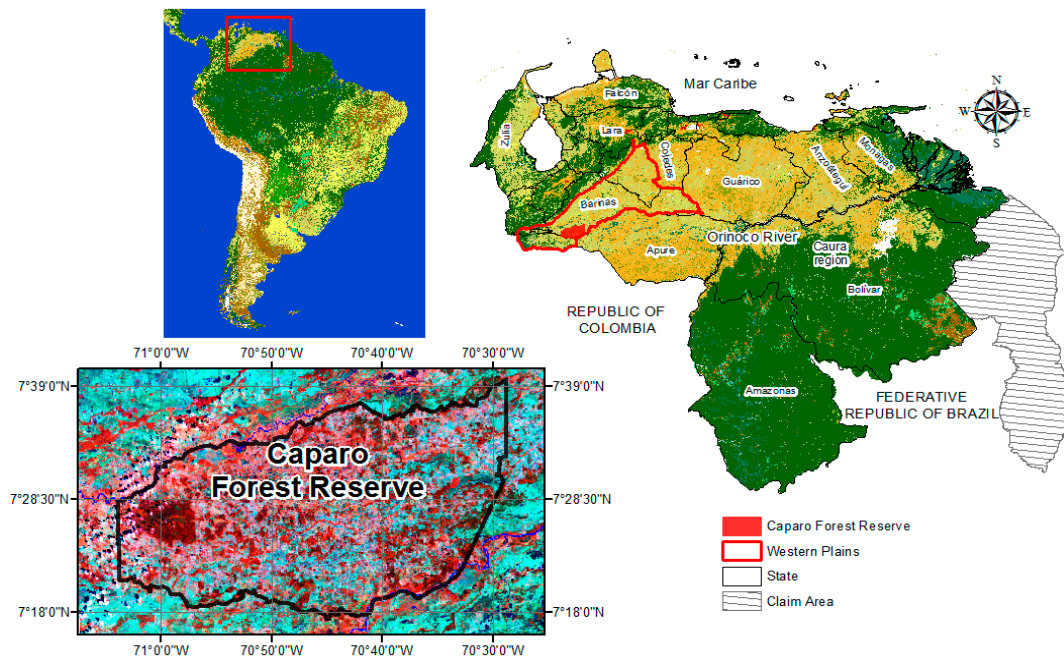 Mar Caribe
N
W
E
S
Falcón
Zulia
Lara
Cojedes
Guárico
Anzoátegui
Monagas
Barinas
Apure
Orinoco River
Caura
region
Bolívar
REPUBLIC OF
COLOMBIA
Amazonas
FEDERATIVE
REPUBLIC OF BRAZIL
71°0'0"W
70°50'0"W
70°40'0"W
70°30'0"W
7°39'0"N
7°39'0"N
Caparo
Forest Reserve
7°28'30"N
7°28'30"N
7°18'0"N
7°18'0"N
71°0'0"W
70°50'0"W
70°40'0"W
70°30'0"W
Caparo Forest Reserve
Western Plains
State
Claim Area